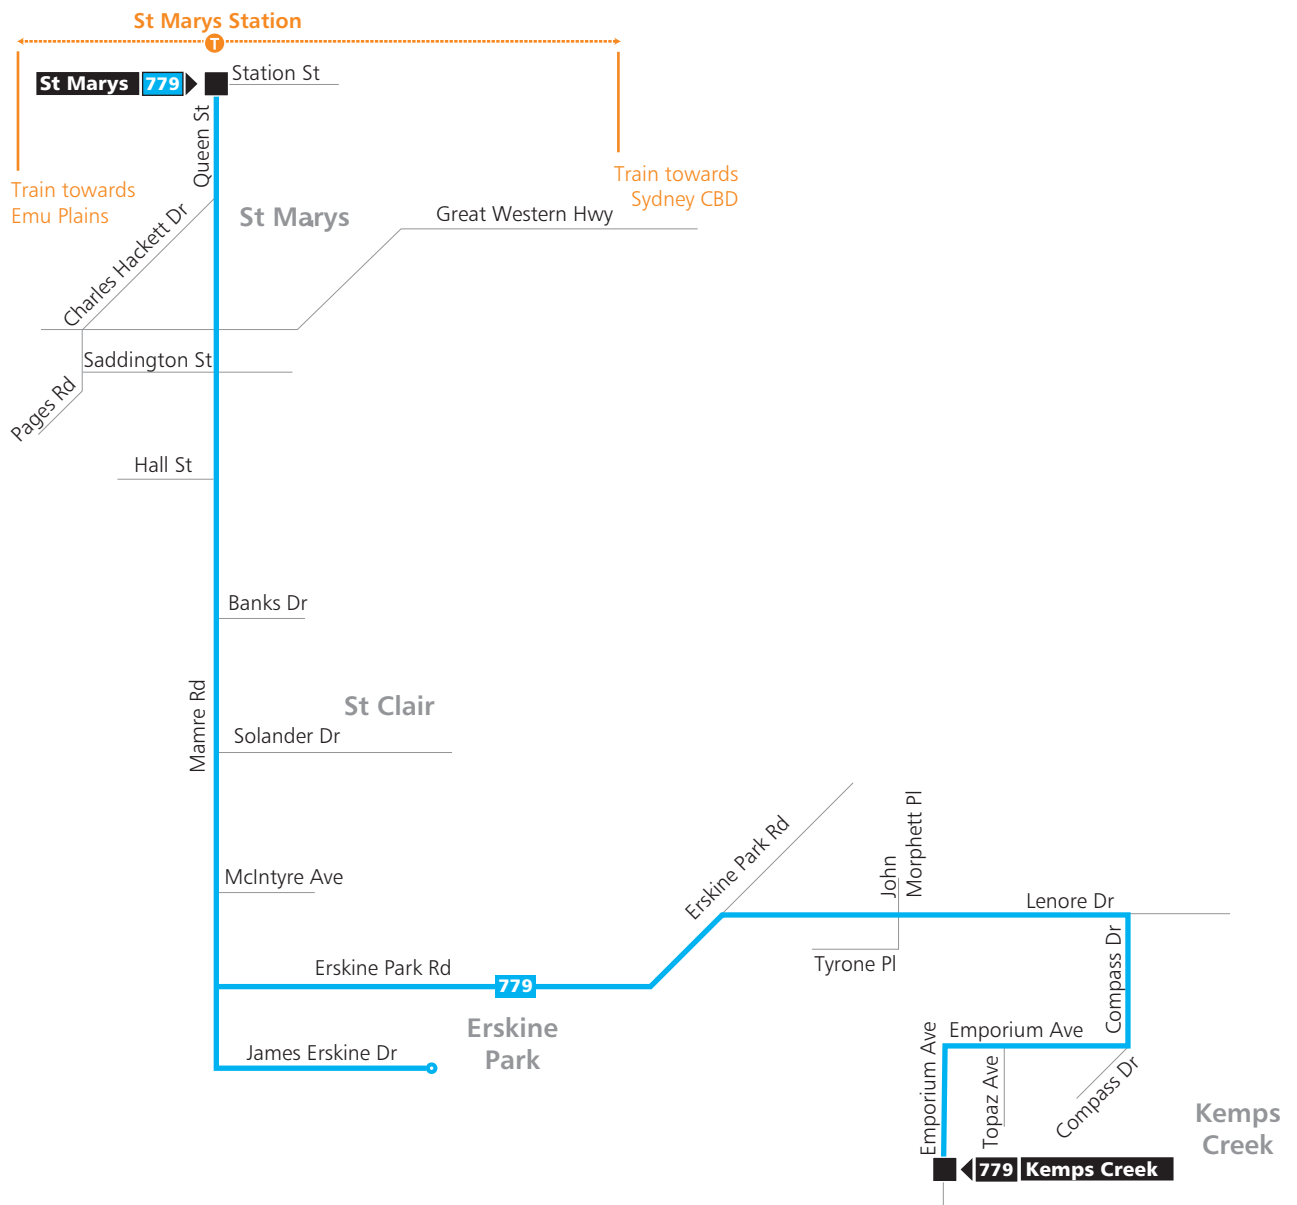 St Marys Station
T
St Marys 779
Station St
Queen St
Train towards
Emu Plains
Train towards
Sydney CBD
St Marys
Great Western Hwy
Charles Hackett Dr
Saddington St
Pages Rd
Hall St
Banks Dr
Mamre Rd
St Clair
Solander Dr
McIntyre Ave
Erskine Park Rd
John
Morphett Pl
Lenore Dr
Tyrone Pl
Erskine Park Rd
779
Compass Dr
Erskine
Park
Emporium Ave
Emporium Ave
James Erskine Dr
Topaz Ave
Compass Dr
Kemps
Creek
779 Kemps Creek